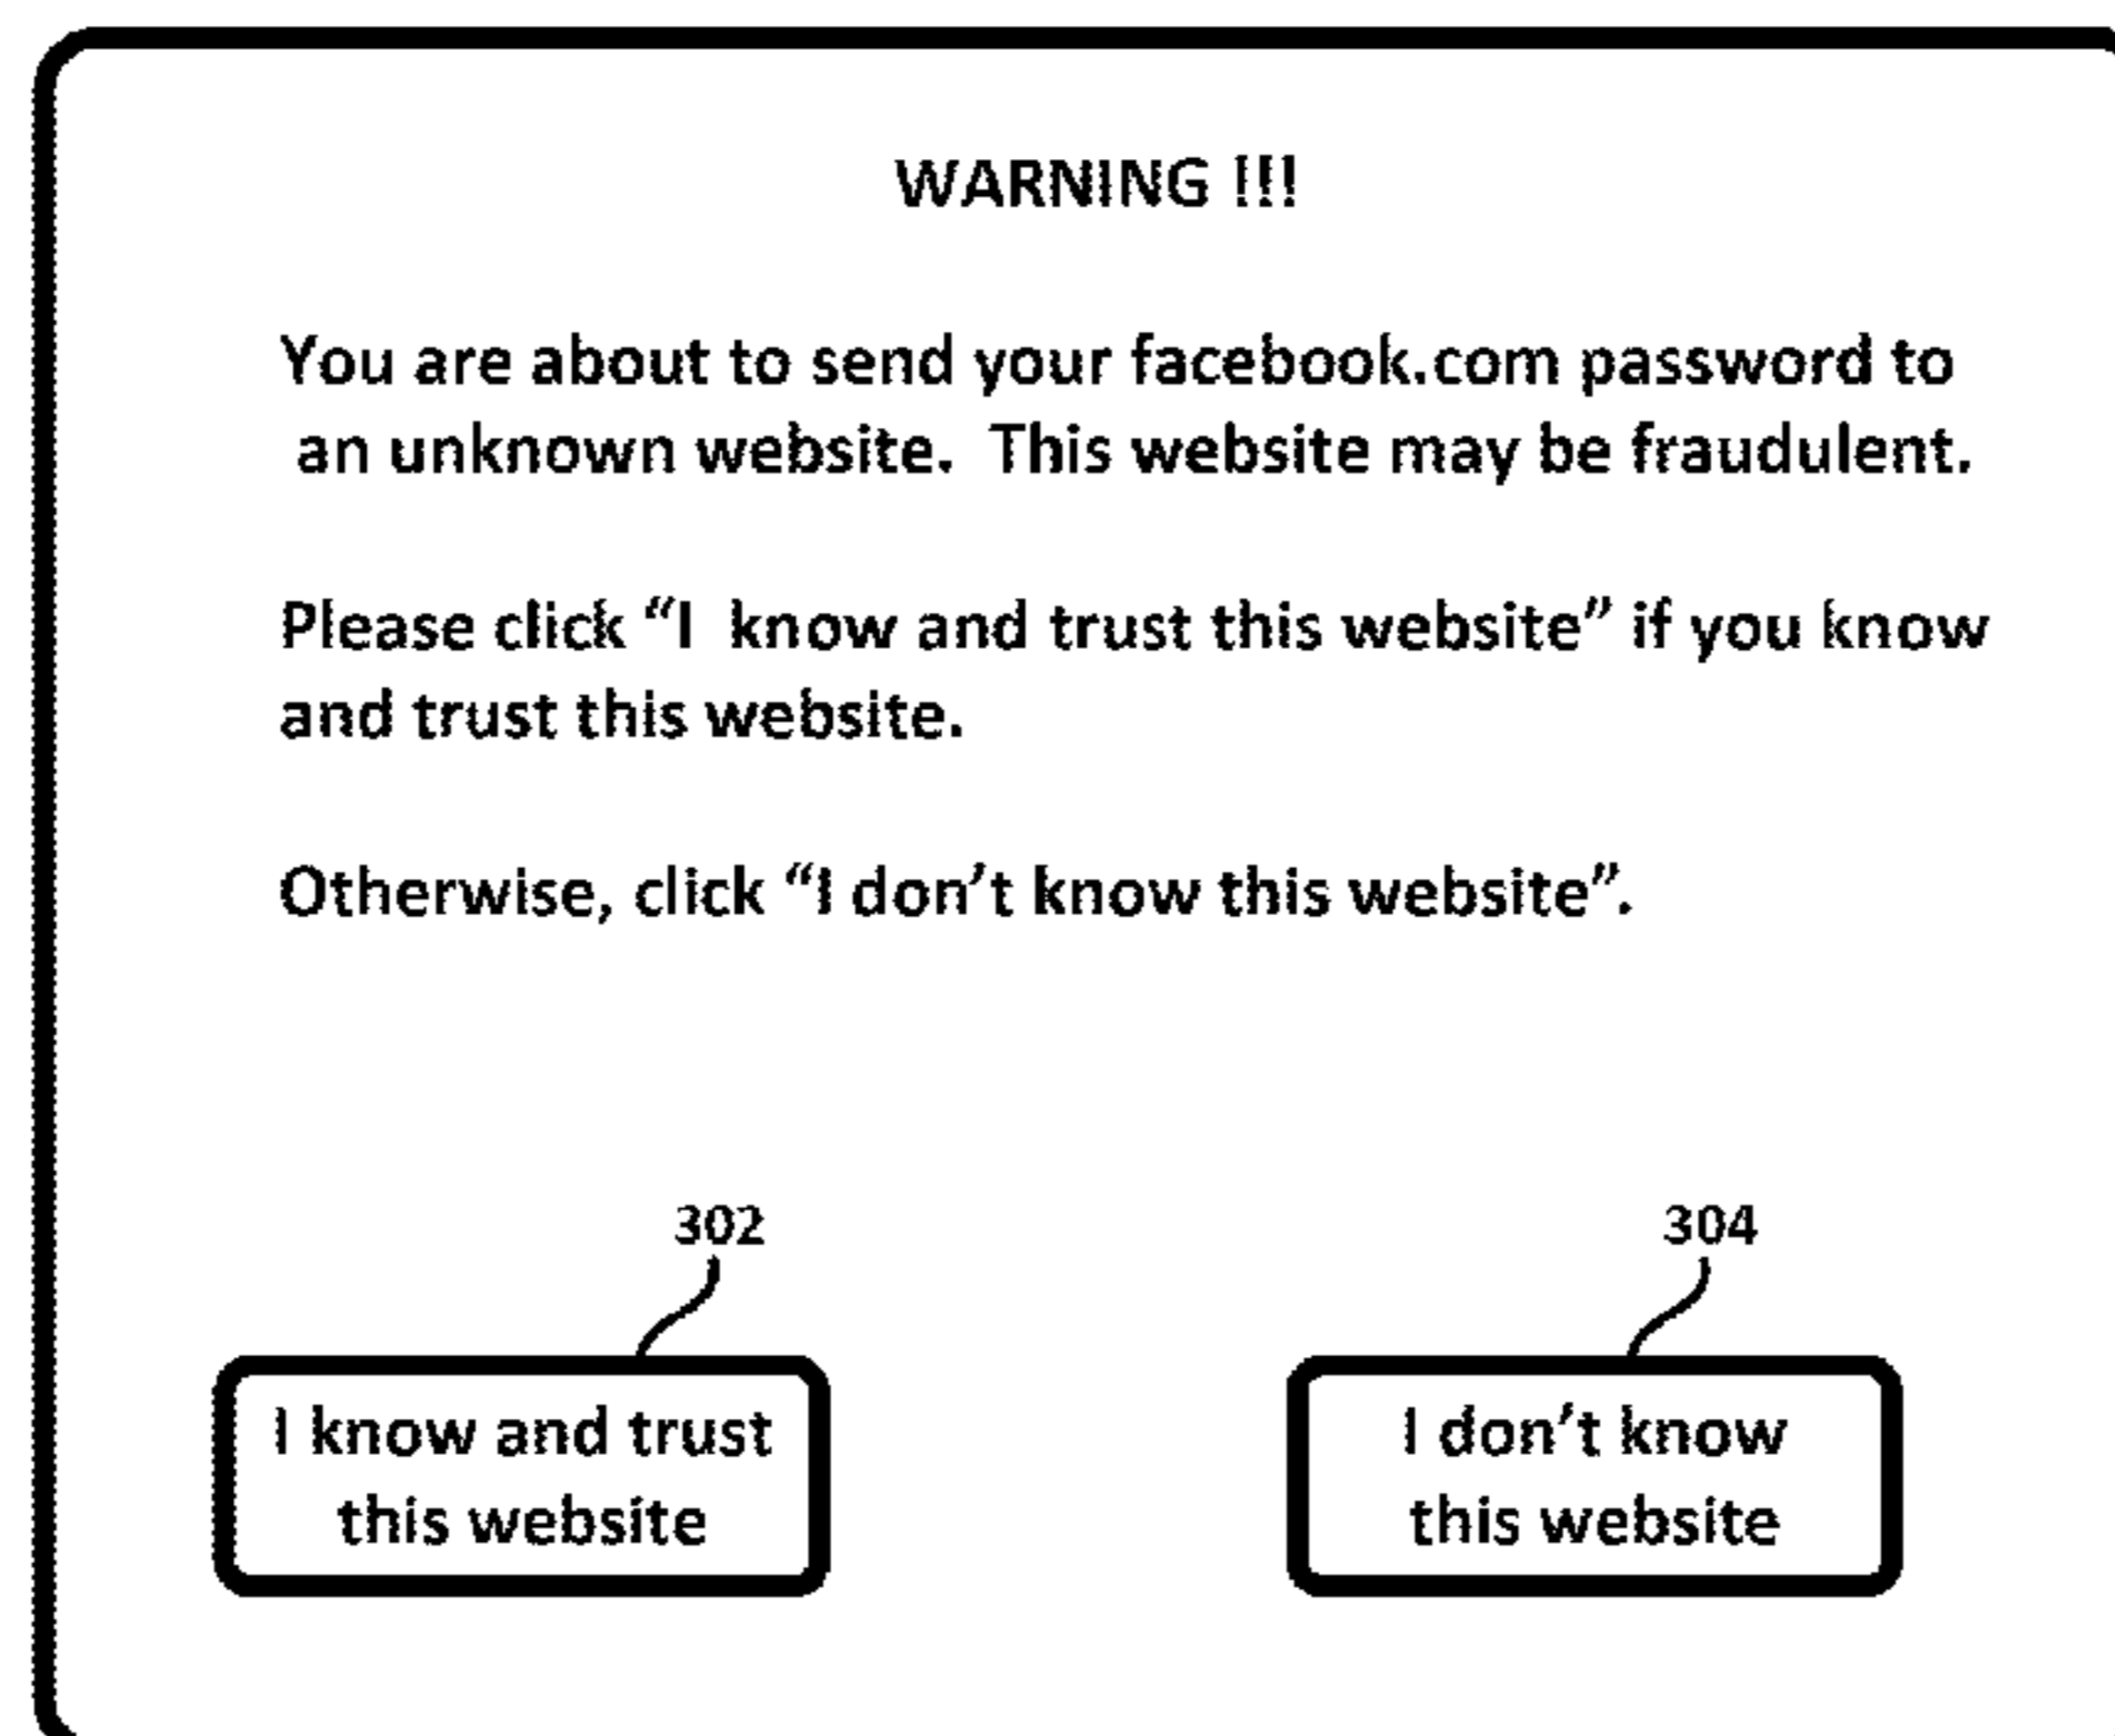 WARNING !!!
You are about to send your facebook.com password to
an unknown website.  This website may be fraudulent.
Please click “I  know and trust this website” if you know
and trust this website.
Otherwise, click “I don’t know this website”.
302
304
I know and trust
this website
I don’t know
this website